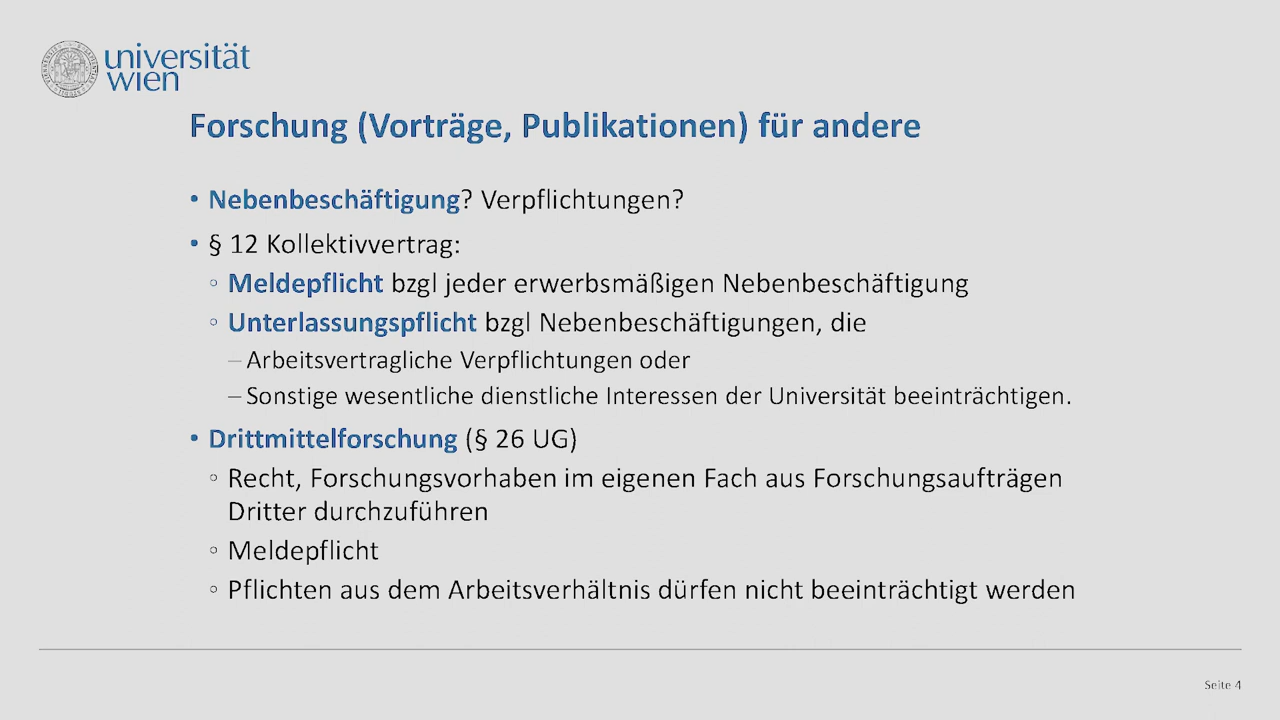 universität
wien
Forschung (Vorträge, Publikationen) für andere
• Nebenbeschäftigung? Verpflichtungen?
• § 12 Kollektivvertrag:
◦ Meldepflicht bzgl jeder erwerbsmäßigen Nebenbeschäftigung
◦ Unterlassungspflicht bzgl Nebenbeschäftigungen, die
– Arbeitsvertragliche Verpflichtungen oder
– Sonstige wesentliche dienstliche Interessen der Universität beeinträchtigen.
• Drittmittelforschung (§ 26 UG)
◦ Recht, Forschungsvorhaben im eigenen Fach aus Forschungsaufträgen
Dritter durchzuführen
◦ Meldepflicht
◦ Pflichten aus dem Arbeitsverhältnis dürfen nicht beeinträchtigt werden
Seite 4